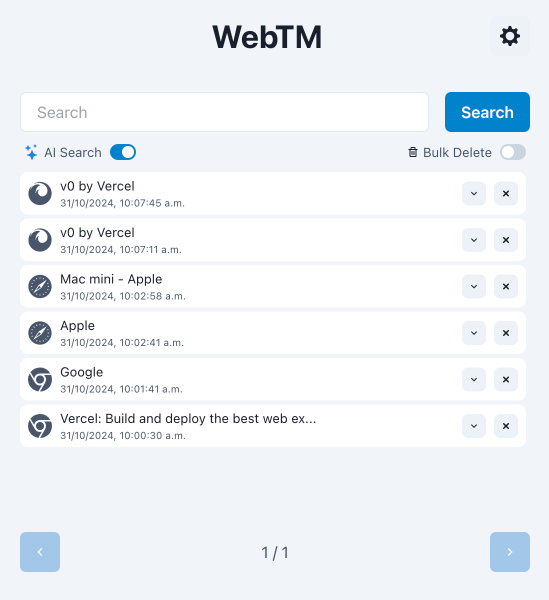 WebTM
Search
Search
AI Search
Bulk Delete
v0 by Vercel
31/10/2024, 10:07:45 a.m.
v0 by Vercel
31/10/2024, 10:07:11 a.m.
Mac mini - Apple
31/10/2024, 10:02:58 a.m.
Apple
31/10/2024, 10:02:41 a.m.
Google
31/10/2024, 10:01:41 a.m.
Vercel: Build and deploy the best web ex...
31/10/2024, 10:00:30 a.m.
1 / 1